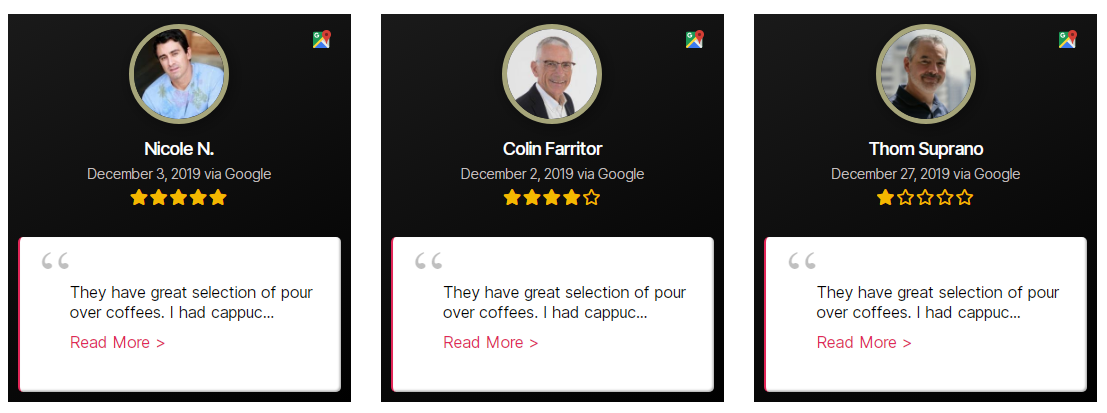 Nicole N.
December 3, 2019 via Google
“
They have great selection of pour
over coffees. I had cappuc...
Read More >
Colin Farritor
December 2, 2019 via Google
“
They have great selection of pour
over coffees. I had cappuc...
Read More >
Thom Suprano
December 27, 2019 via Google
“
They have great selection of pour
over coffees. I had cappuc...
Read More >